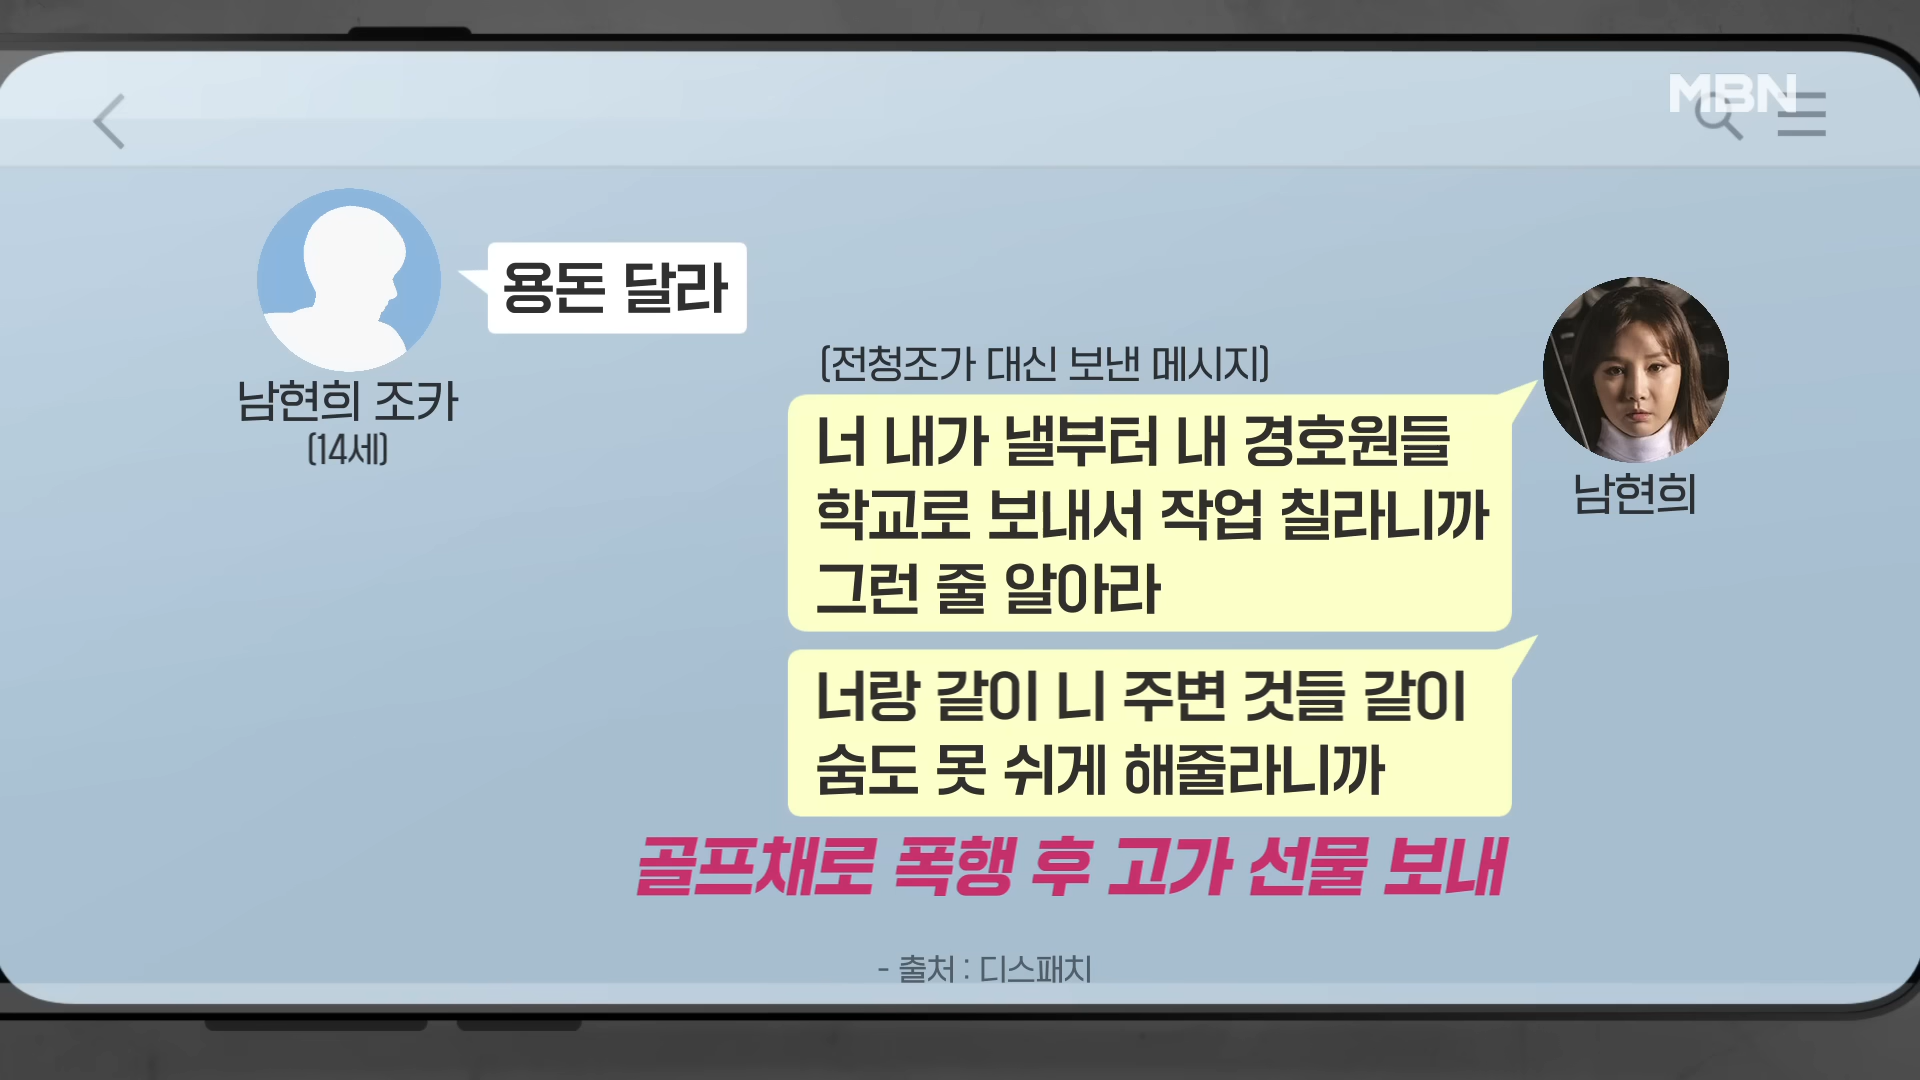 MBN
용돈 달라
남현희 조카
(14세)
(전청조가 대신 보낸 메시지)
너 내가 낼부터 내 경호원들
학교로 보내서 작업 칠라니까
그런 줄 알아라
남현희
너랑 같이 니 주변 것들 같이
숨도 못 쉬게 해줄라니까
골프채로 폭행 후 고가 선물 보내
- 출처 : 디스패치